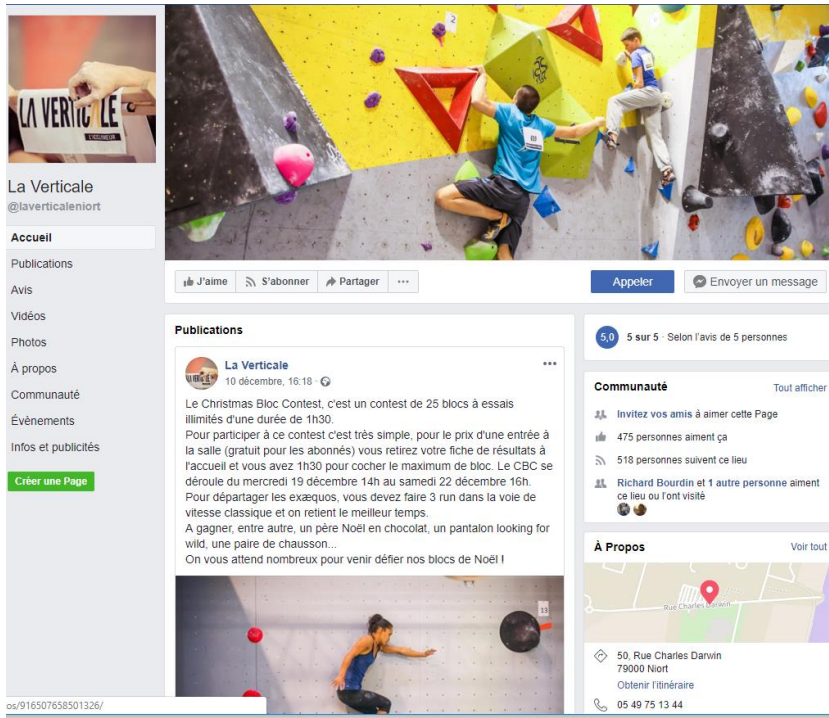 LA VERTICALE
L'ACCLIMEUR
La Verticale
@laverticaleniort
Accueil
Publications
Avis
Vidéos
Photos
À propos
Communauté
Évènements
Infos et publicités
Créer une Page
2
J'aime
S'abonner
Partager
Appeler
Envoyer un message
Publications
La Verticale
10 décembre, 16:18 ·
Le Christmas Bloc Contest, c'est un contest de 25 blocs à essais
illimités d'une durée de 1h30.
Pour participer à ce contest c'est très simple, pour le prix d'une entrée à
la salle (gratuit pour les abonnés) vous retirez votre fiche de résultats à
l'accueil et vous avez 1h30 pour cocher le maximum de bloc. Le CBC se
déroule du mercredi 19 décembre 14h au samedi 22 décembre 16h.
Pour départager les exæquos, vous devez faire 3 run dans la voie de
vitesse classique et on retient le meilleur temps.
A gagner, entre autre, un père Noël en chocolat, un pantalon looking for
wild, une paire de chausson...
On vous attend nombreux pour venir défier nos blocs de Noël !
13
5,0
5 sur 5 · Selon l'avis de 5 personnes
Communauté
Tout afficher
Invitez vos amis à aimer cette Page
475 personnes aiment ça
518 personnes suivent ce lieu
Richard Bourdin et 1 autre personne aiment
ce lieu ou l'ont visité
À Propos
Voir tout
Rue Charles Darwin
50, Rue Charles Darwin
79000 Niort
Obtenir l'itinéraire
05 49 75 13 44
os/916507658501326/